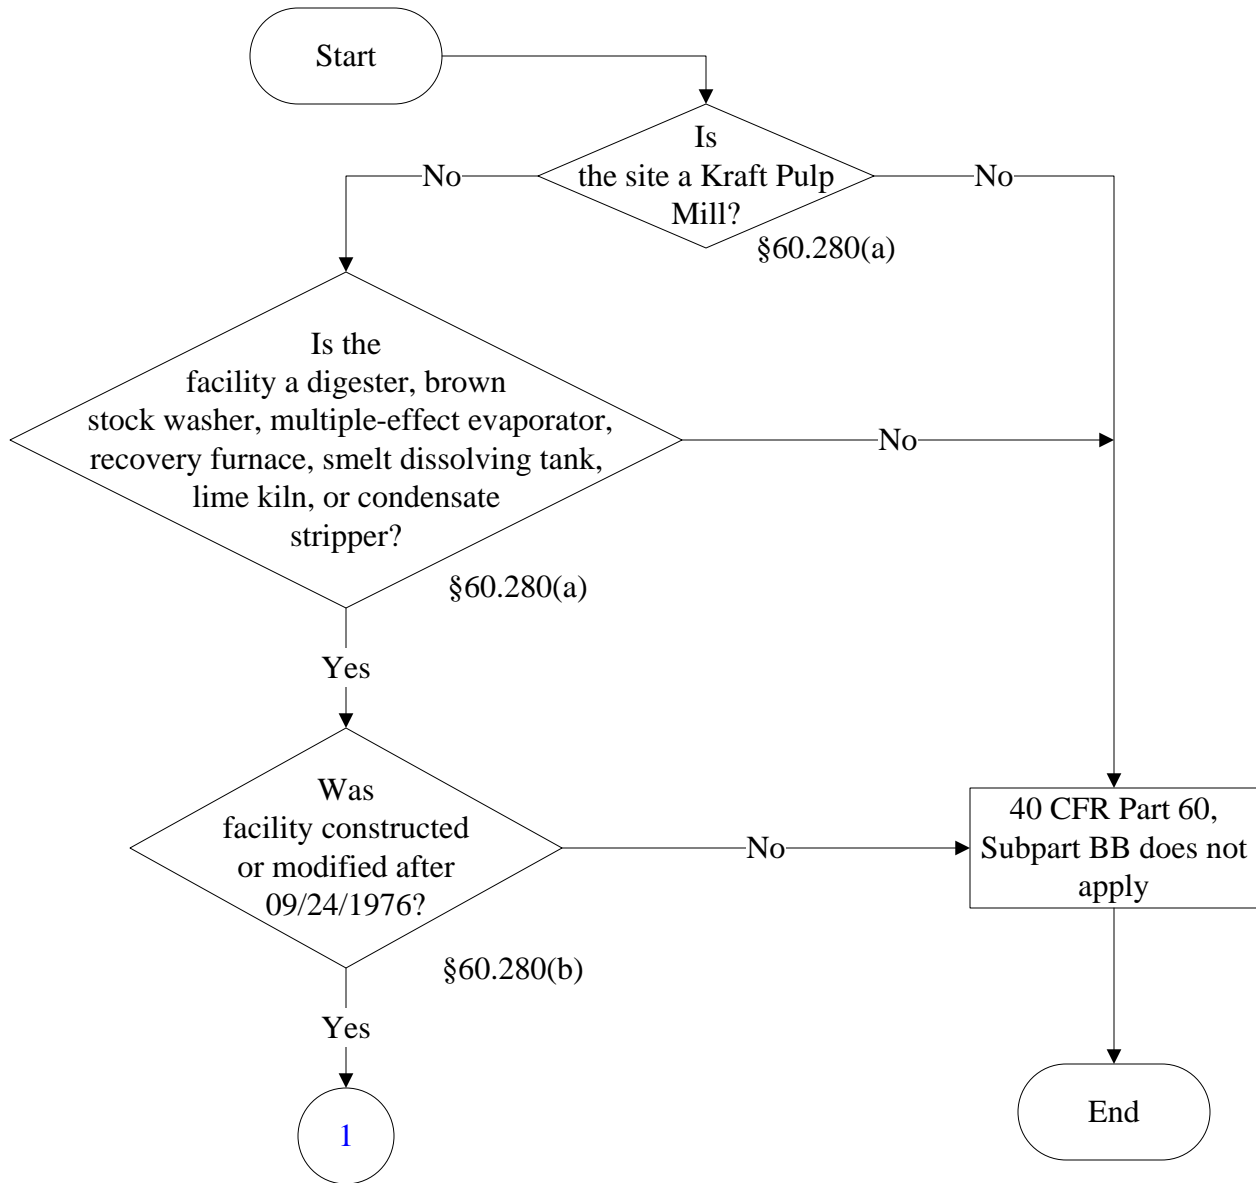 Start
Is
the site a Kraft Pulp
Mill?
No
No
§60.280(a)
Is the
facility a digester, brown
stock washer, multiple-effect evaporator,
recovery furnace, smelt dissolving tank,
lime kiln, or condensate
stripper?
No
§60.280(a)
Yes
Was
facility constructed
or modified after
09/24/1976?
No
40 CFR Part 60,
Subpart BB does not
apply
§60.280(b)
Yes
1
End